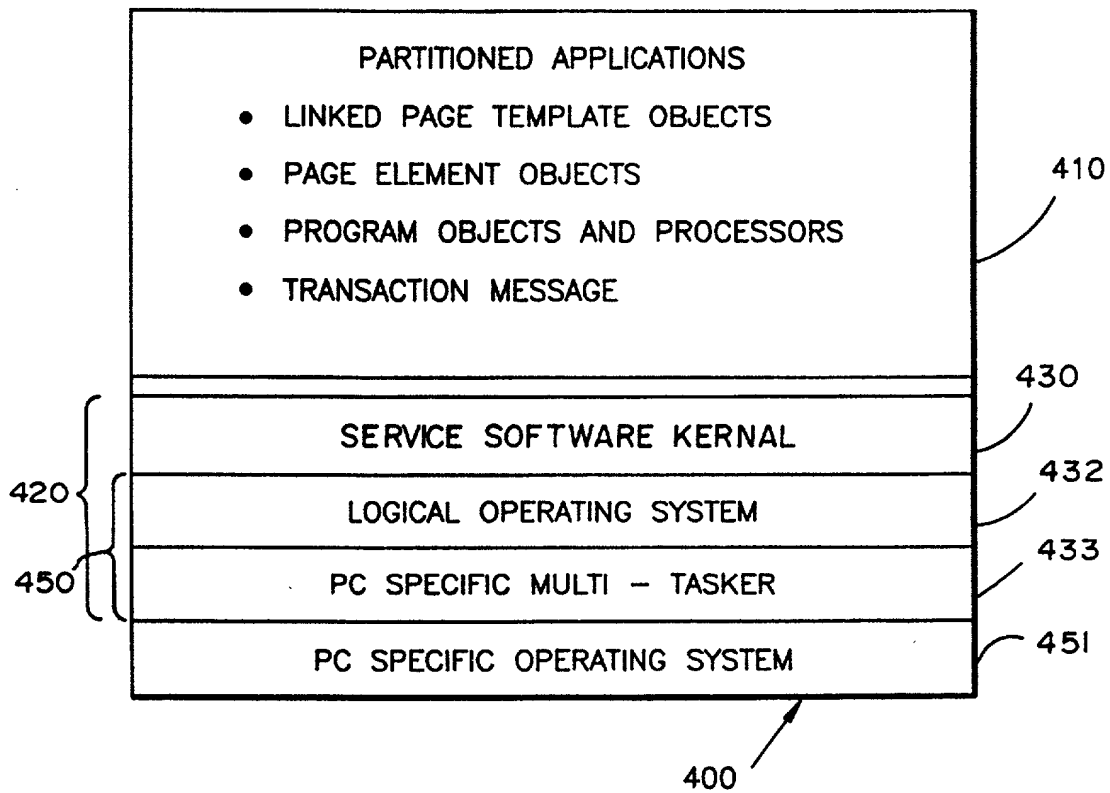 PARTITIONED APPLICATIONS
• LINKED PAGE TEMPLATE OBJECTS
• PAGE ELEMENT OBJECTS
• PROGRAM OBJECTS AND PROCESSORS
• TRANSACTION MESSAGE
410
430
SERVICE SOFTWARE KERNAL
420
432
LOGICAL OPERATING SYSTEM
450
433
PC SPECIFIC MULTI – TASKER
451
PC SPECIFIC OPERATING SYSTEM
400